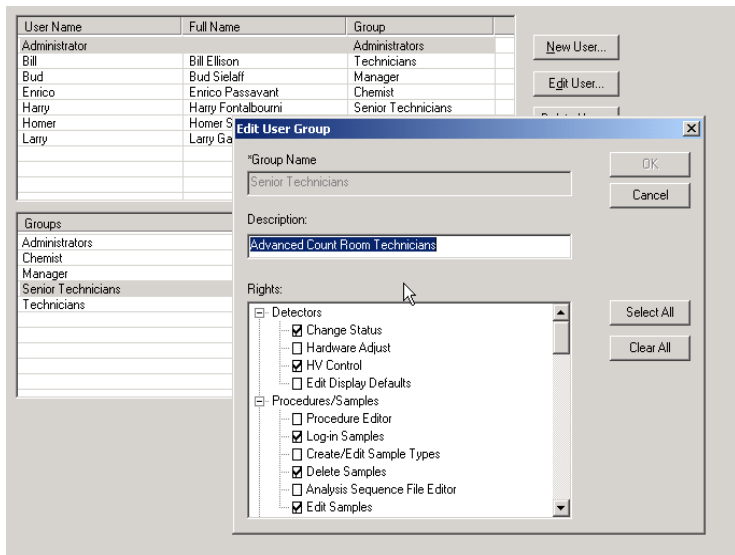 User Name Full Name Group
Administrator Administrators
Bill Bill Ellison Technicians
Bud Bud Sielaff Manager
Enrico Enrico Passavant Chemist
Harry Harry Fontalbourni Senior Technicians
Homer Homer S
Larry Larry Ga
New User...
Edit User...
Groups
Administrators
Chemist
Manager
Senior Technicians
Technicians
Edit User Group
*Group Name
Senior Technicians
OK
Cancel
Description:
Advanced Count Room Technicians
Rights:
Detectors
Change Status
Hardware Adjust
HV Control
Edit Display Defaults
Procedures/Samples
Procedure Editor
Log-in Samples
Create/Edit Sample Types
Delete Samples
Analysis Sequence File Editor
Edit Samples
Select All
Clear All